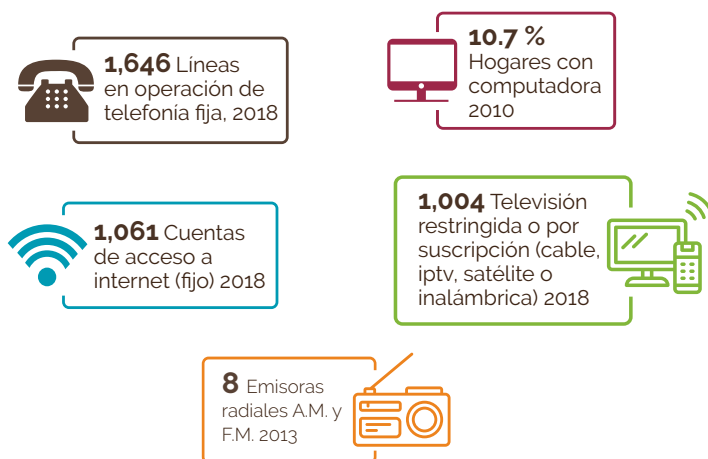 1,646 Líneas
en operación de
telefonía fija, 2018
10.7 %
Hogares con
computadora
2010
1,061 Cuentas
de acceso a
internet (fijo) 2018
1,004 Televisión
restringida o por
suscripción (cable,
iptv, satélite o
inalámbrica) 2018
8 Emisoras
radiales A.M. y
F.M. 2013